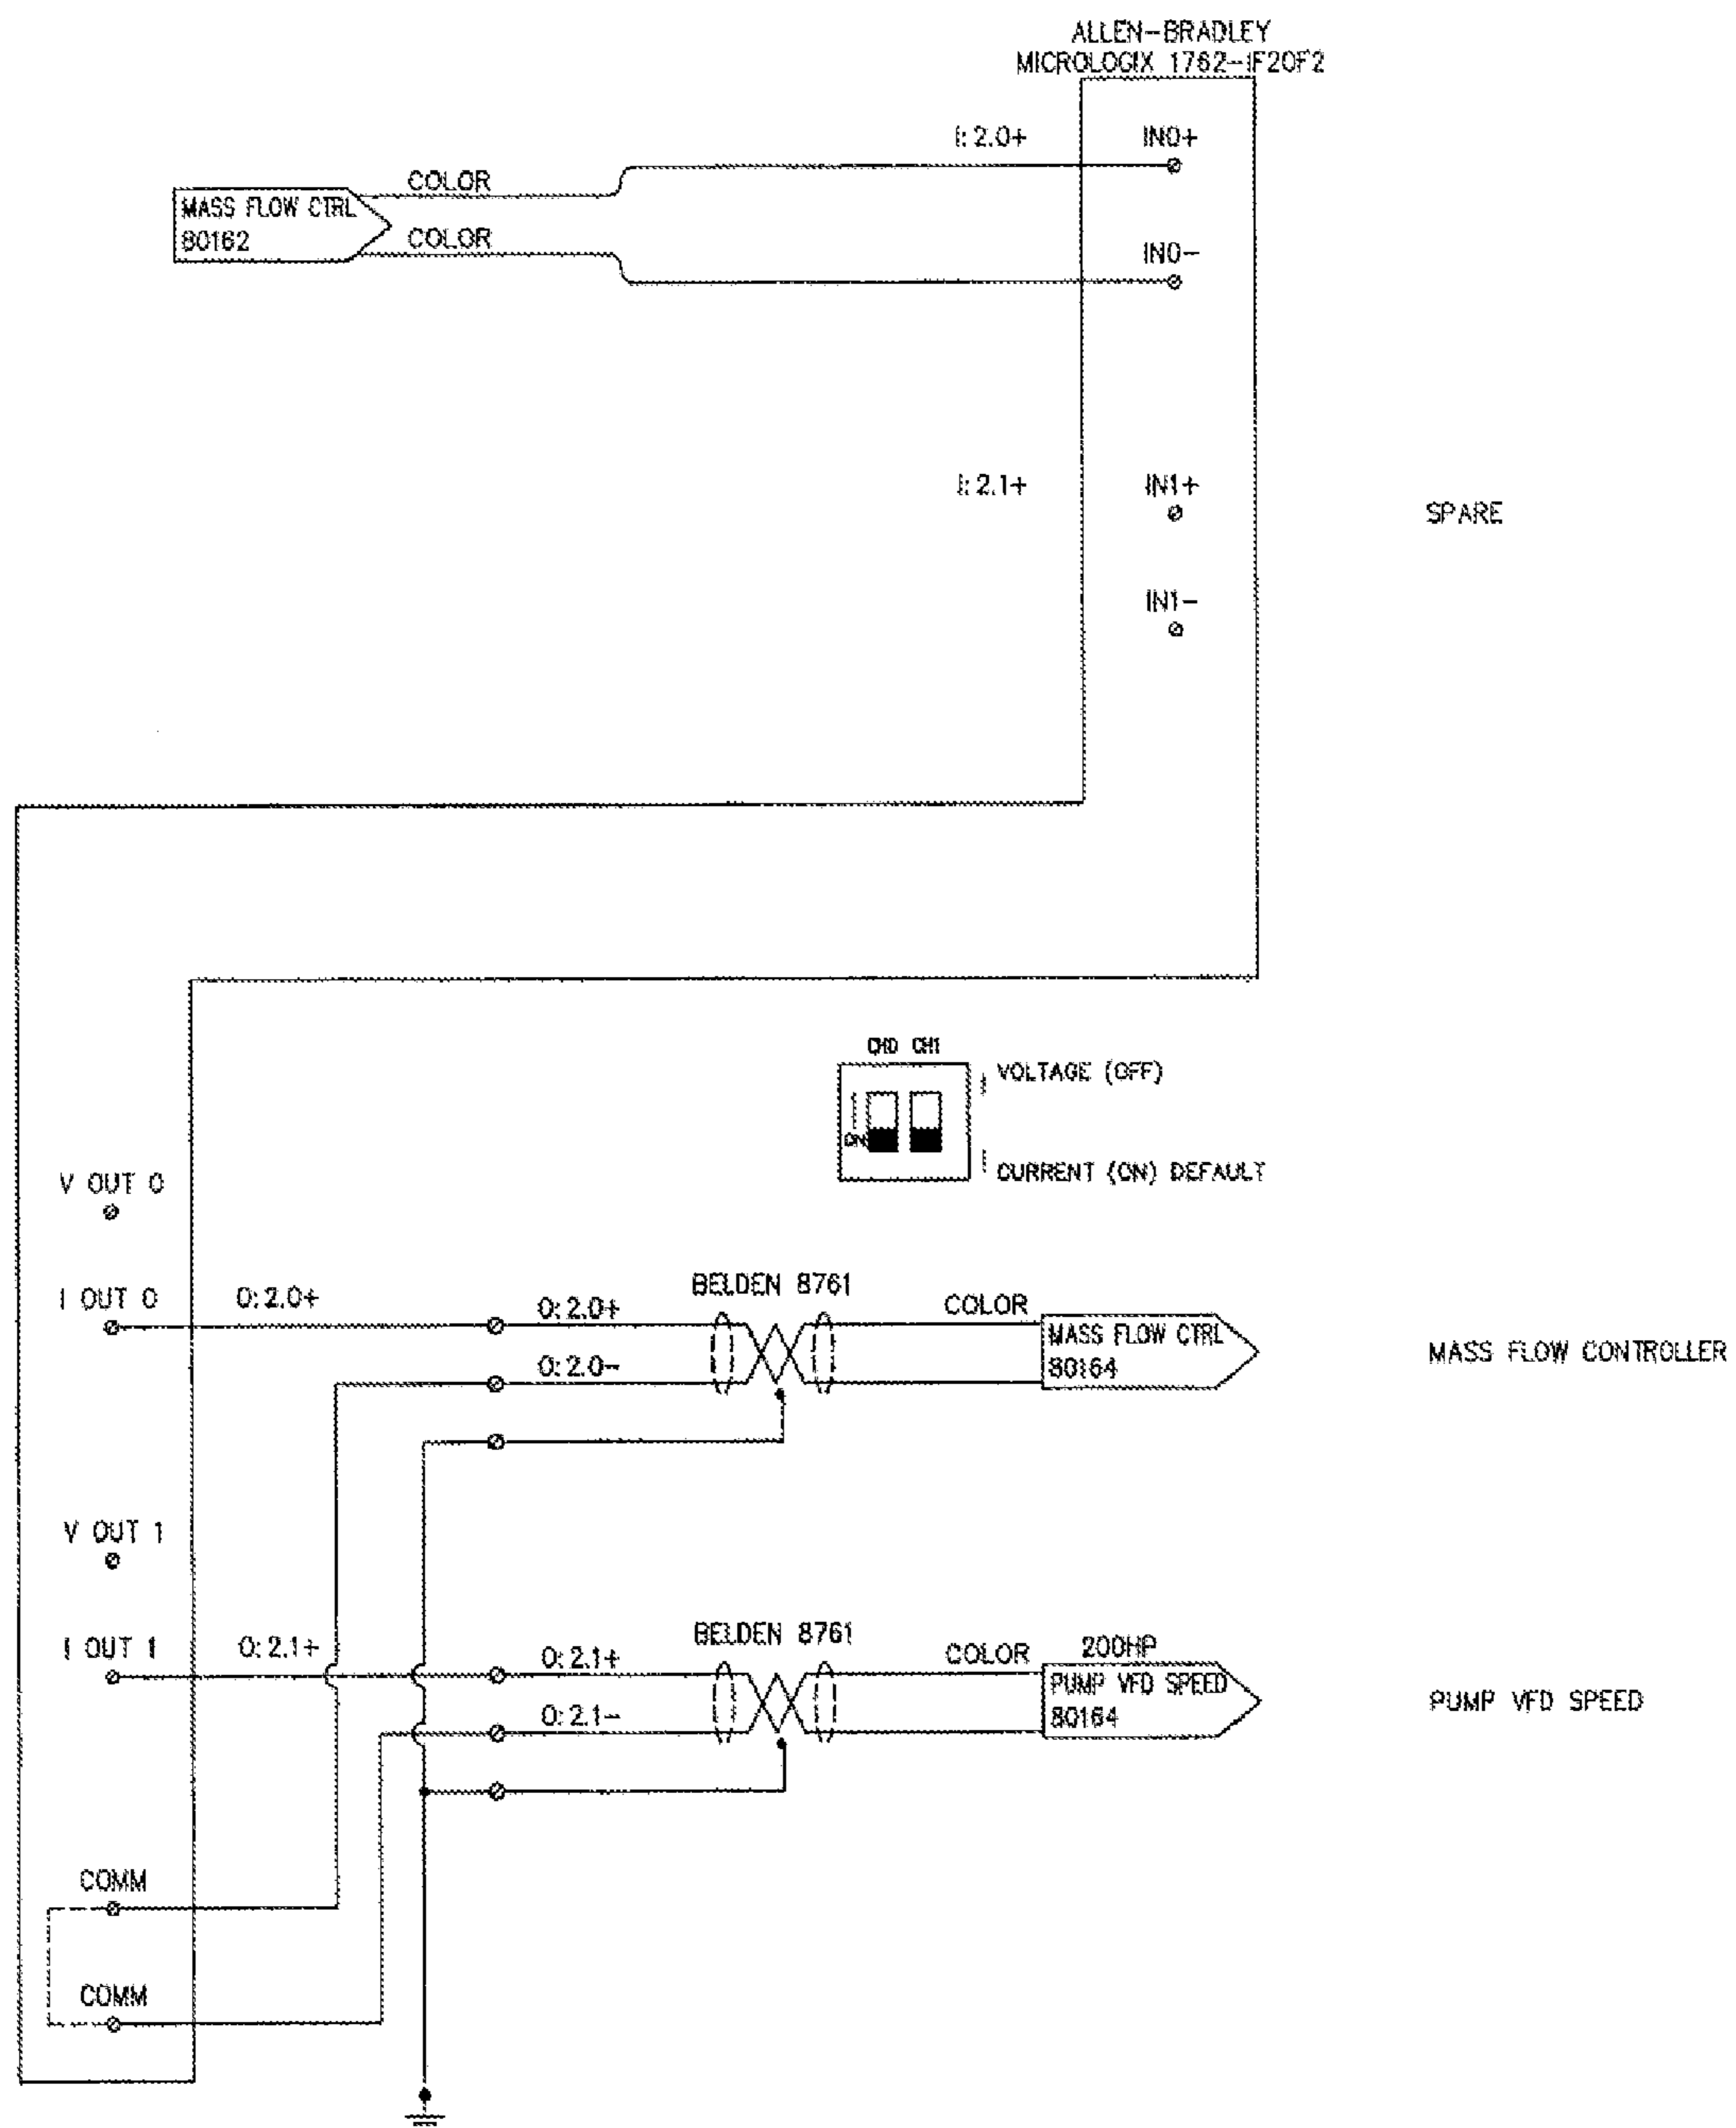 ALLEN-BRADLEY
MICROLOGIX 1762-IF2OF2
I:2.0+
IN0+
COLOR
MASS FLOW CTRL
80162
COLOR
IN0-
I:2.1+
IN1+
SPARE
IN1-
CH0 CH1
VOLTAGE (OFF)
ON
CURRENT (ON) DEFAULT
V OUT 0
I OUT 0
O:2.0+
O:2.0+
BELDEN 8761
COLOR
MASS FLOW CTRL
80164
MASS FLOW CONTROLLER
O:2.0-
V OUT 1
I OUT 1
O:2.1+
O:2.1+
BELDEN 8761
COLOR
200HP
PUMP VFD SPEED
80164
PUMP VFD SPEED
O:2.1-
COMM
COMM